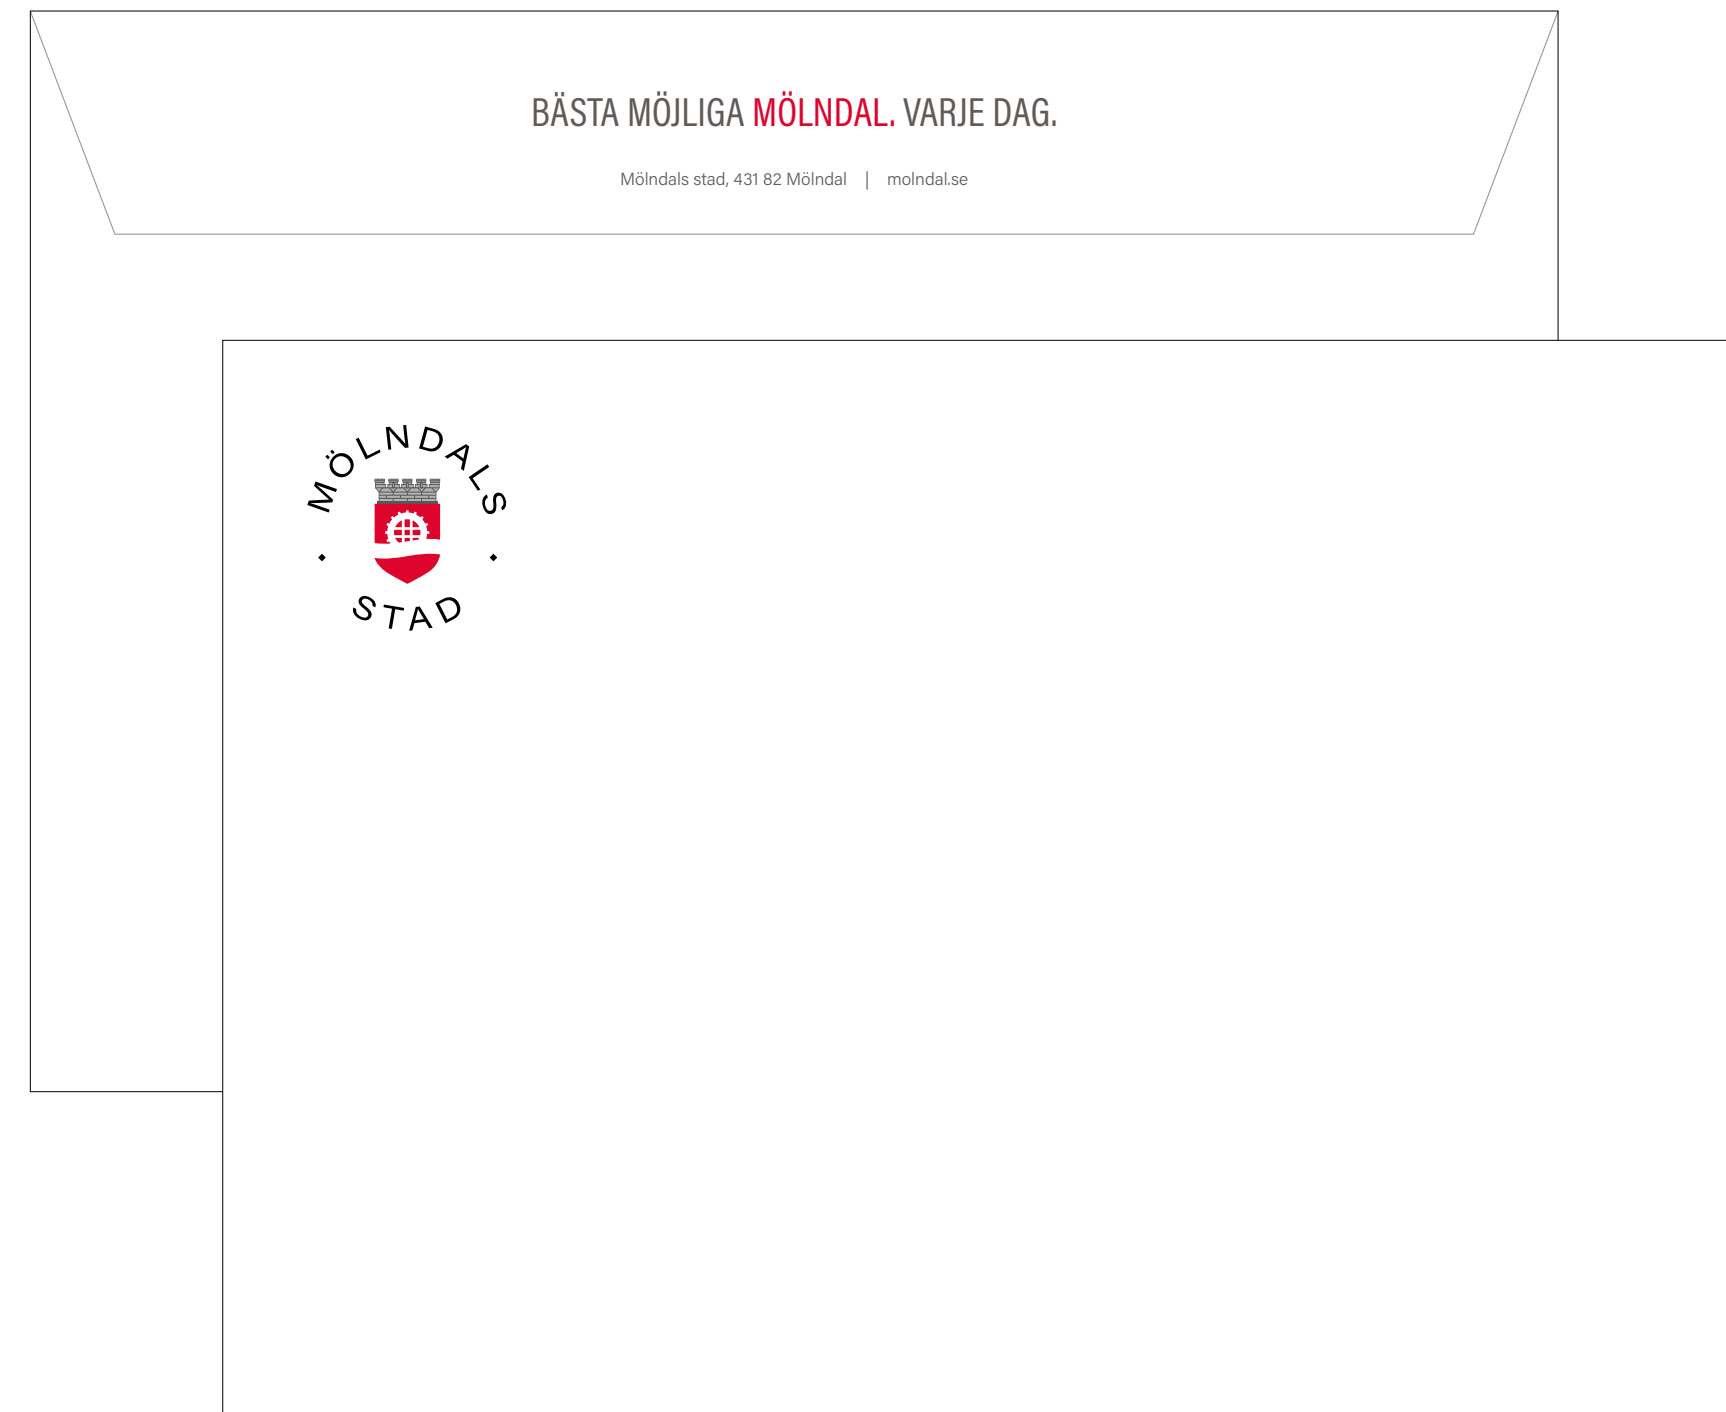 BÄSTA MÖJLIGA MÖLNDAL. VARJE DAG.
Mölndals stad, 431 82 Mölndal | molndal.se
MÖLNDALS
STAD